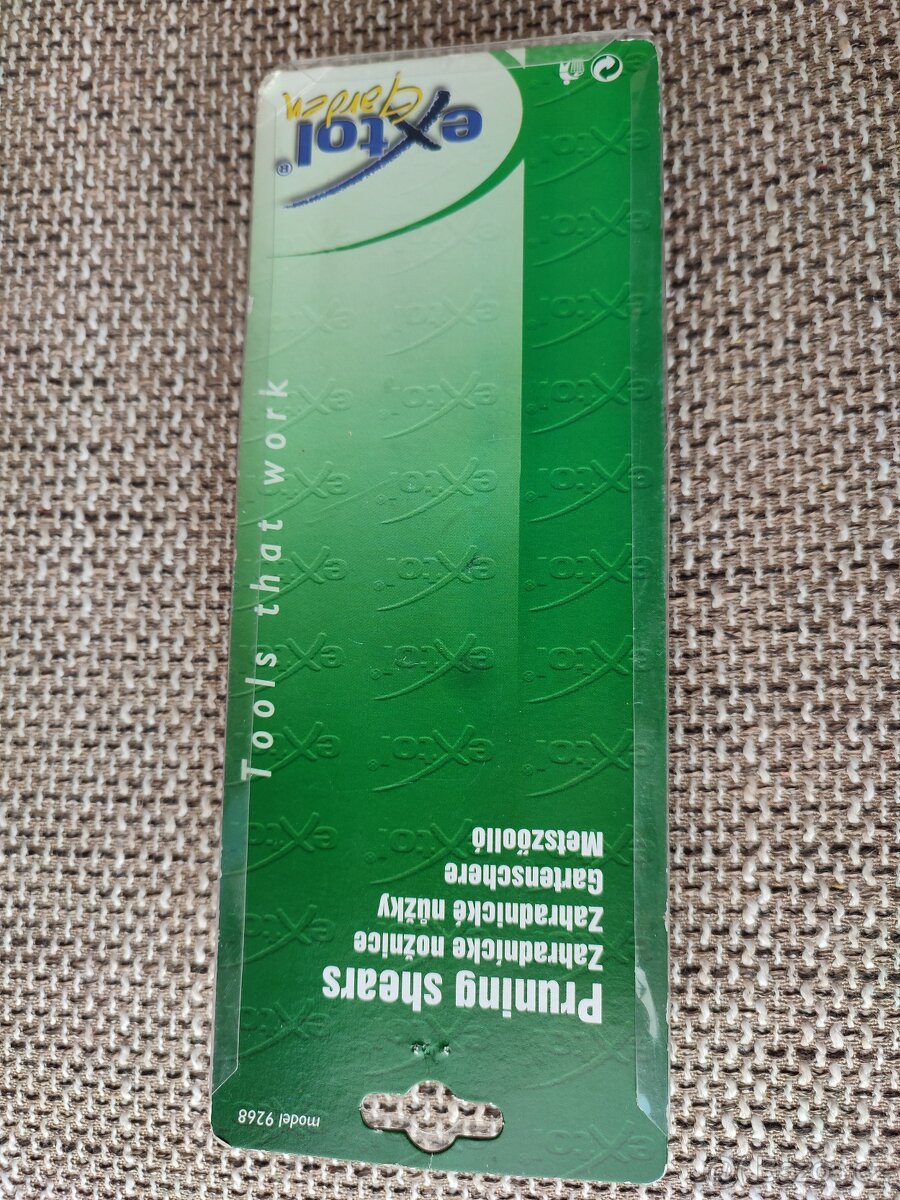 model 9268
Pruning shears
Zahradnícke nožnice
Zahradnické nůžky
Gartenschere
Metszőolló
Tools that work
extol®
Garden